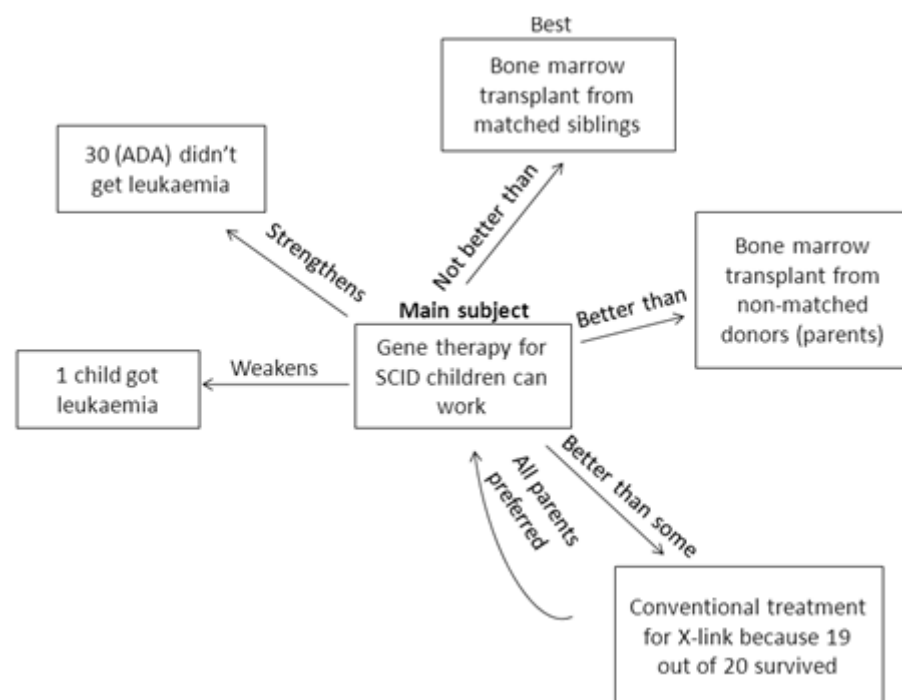 Best
Bone marrow
transplant from
matched siblings
30 (ADA) didn't
get leukaemia
Strengthens
Not better than
Bone marrow
transplant from
non-matched
donors (parents)
Better than
Main subject
Gene therapy for
SCID children can
work
Weakens
1 child got
leukaemia
All parents
preferred
Better than some
Conventional treatment
for X-link because 19
out of 20 survived